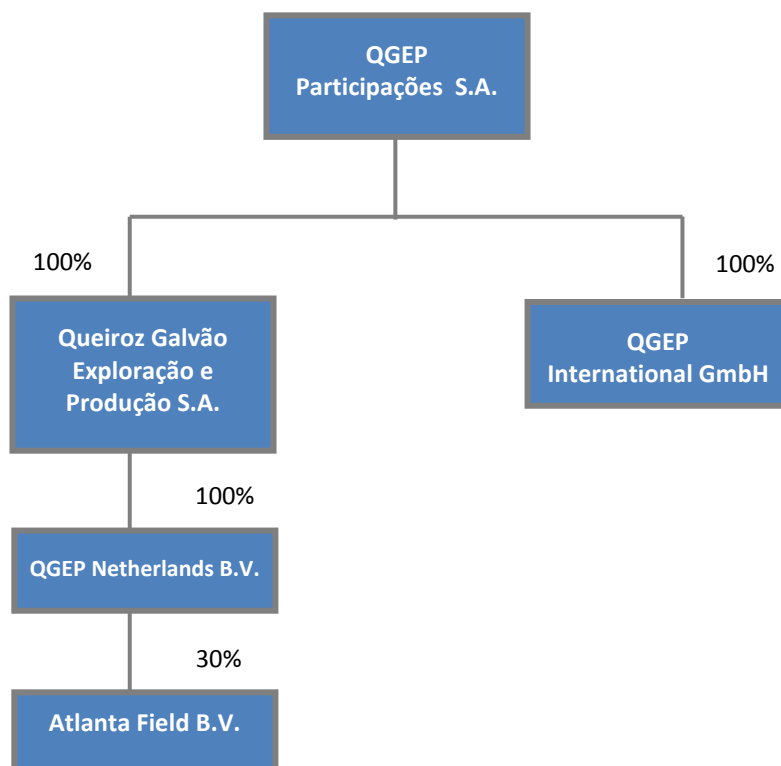 QGEP
Participações S.A.
100%
100%
Queiroz Galvão
Exploração e
Produção S.A.
QGEP
International GmbH
100%
QGEP Netherlands B.V.
30%
Atlanta Field B.V.